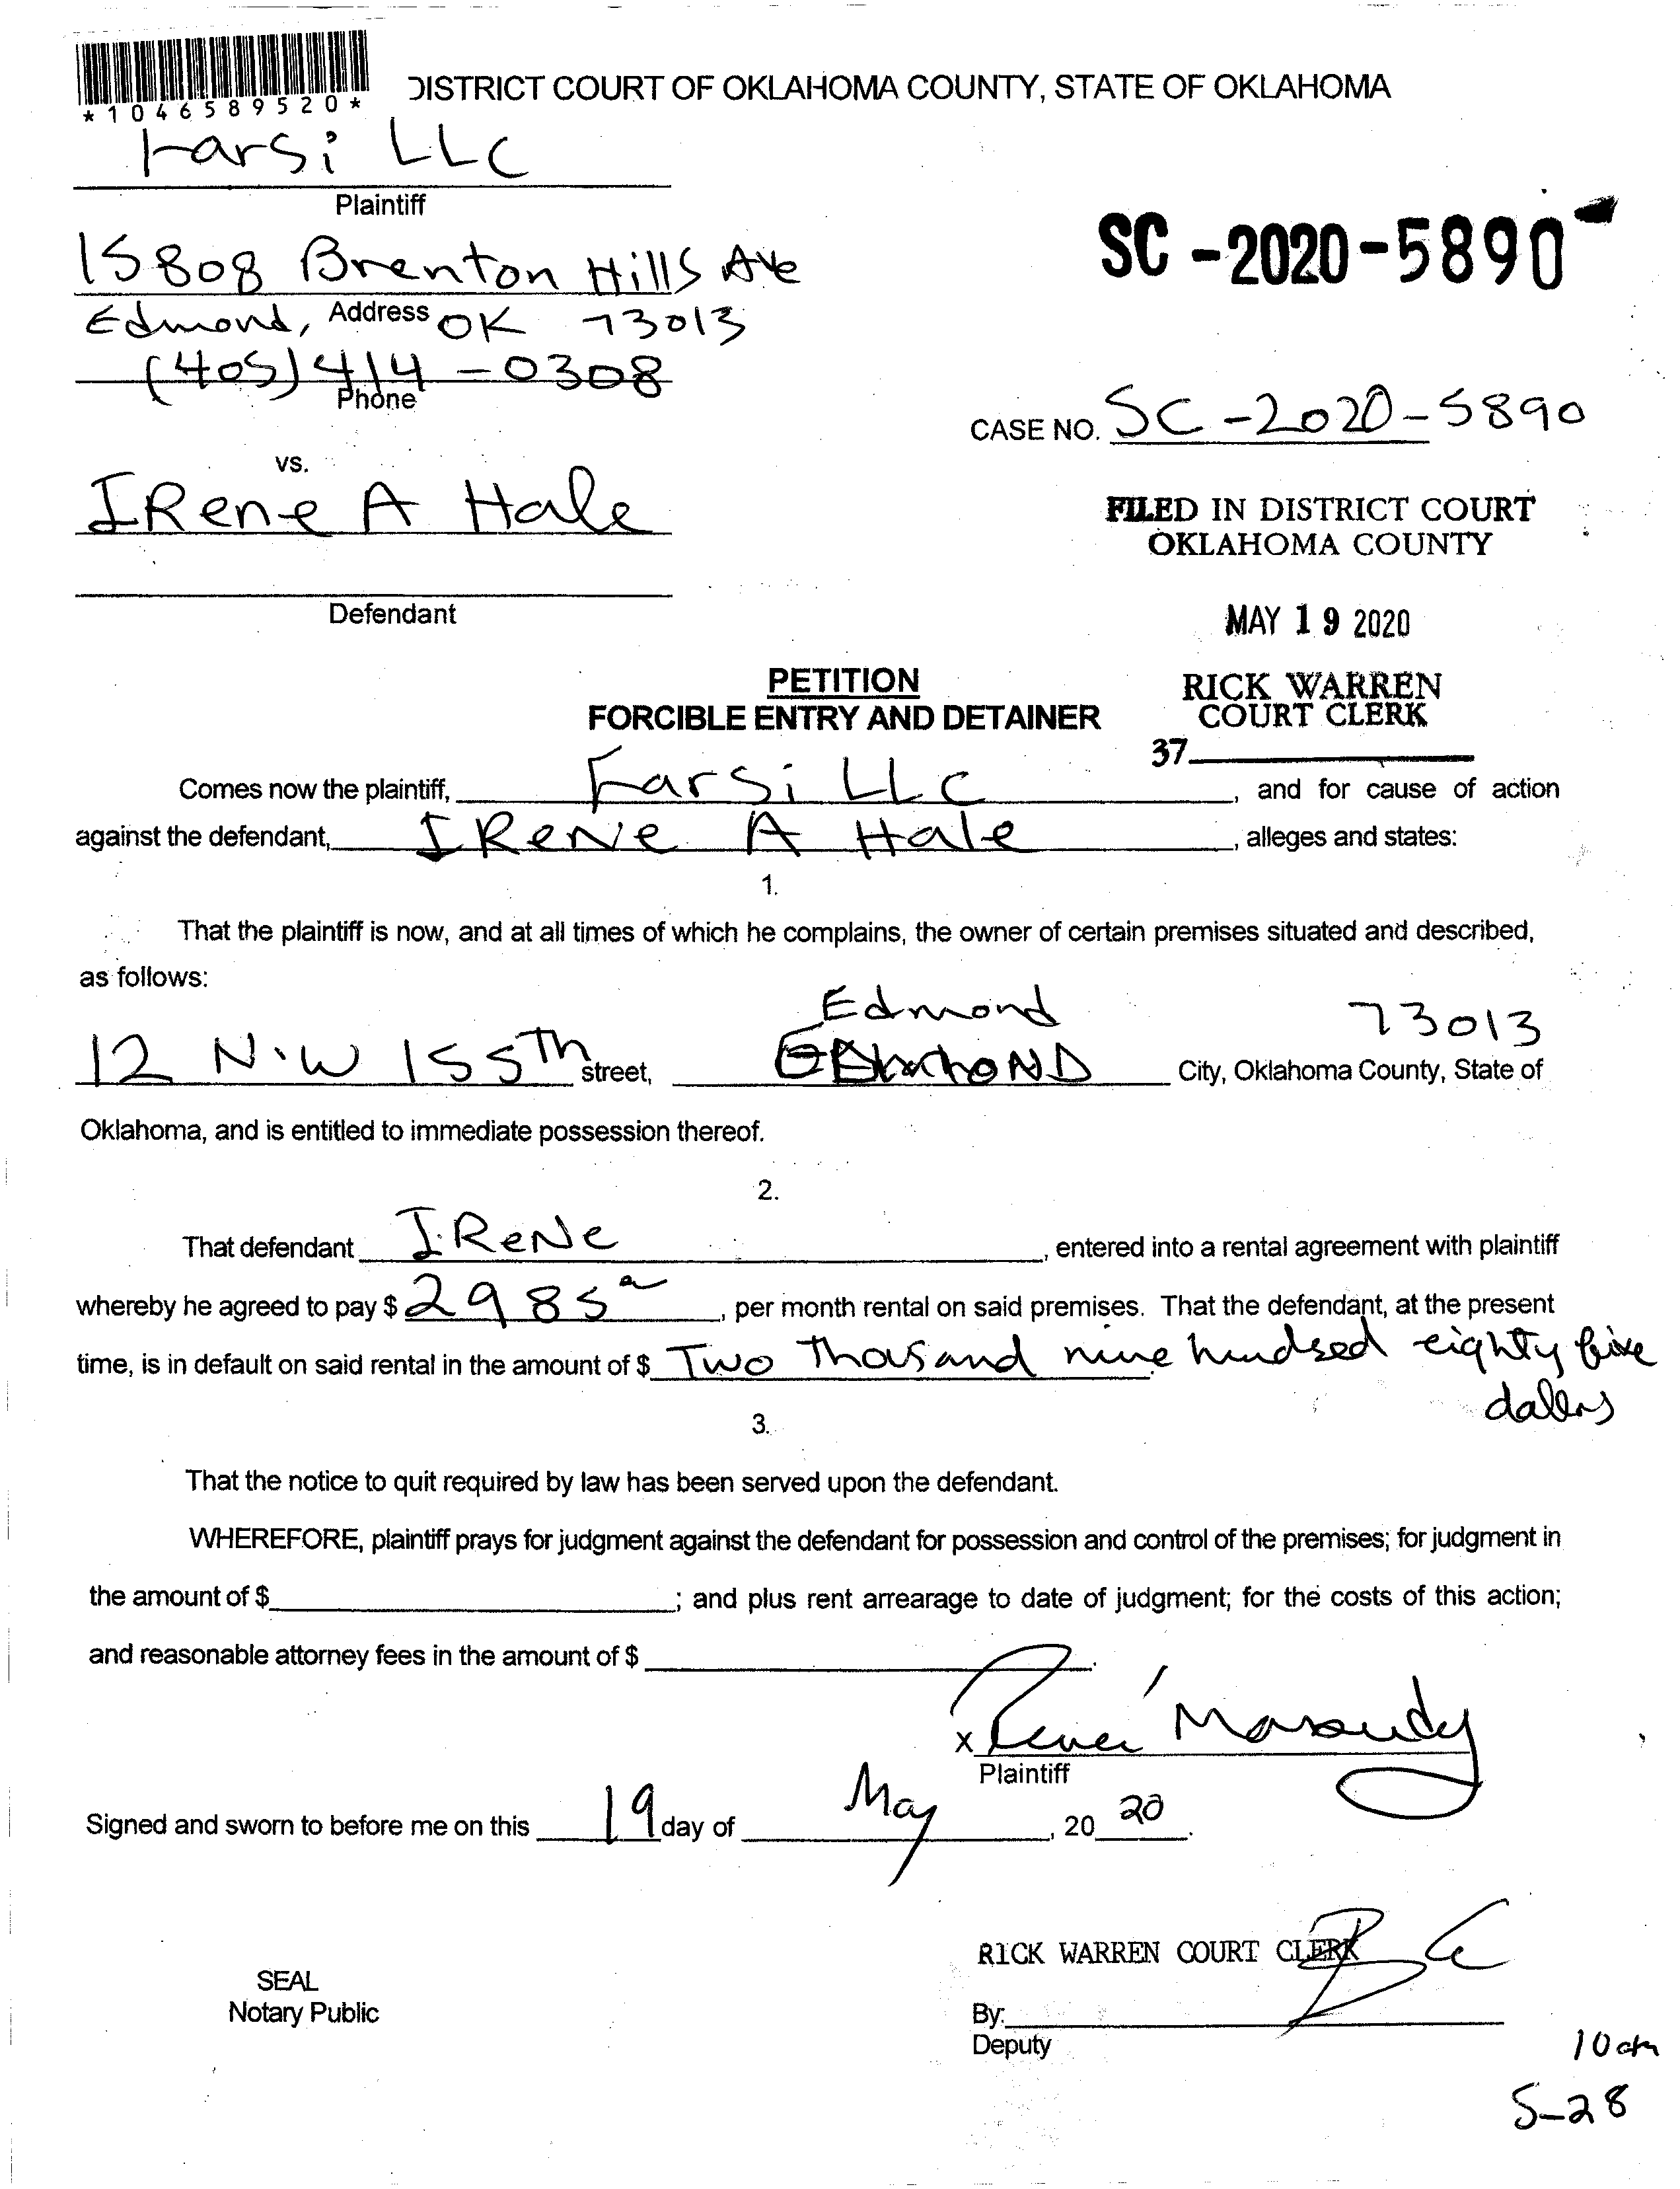 *1046589520*
DISTRICT COURT OF OKLAHOMA COUNTY, STATE OF OKLAHOMA
Farsi LLC
Plaintiff
15808 Brenton Hills Ave
Address
Edmond, OK 73013
(405) 414-0308
Phone
SC-2020-5890
CASE NO. SC-2020-5890
vs.
IRene A Hale
Defendant
FILED IN DISTRICT COURT
OKLAHOMA COUNTY
MAY 19 2020
RICK WARREN
COURT CLERK
37
PETITION
FORCIBLE ENTRY AND DETAINER
Comes now the plaintiff, Farsi LLC, and for cause of action
against the defendant, IReNe A Hale, alleges and states:
1.
That the plaintiff is now, and at all times of which he complains, the owner of certain premises situated and described,
as follows:
Edmond 73013
12 N.W 155Th street, City, Oklahoma County, State of
Oklahoma, and is entitled to immediate possession thereof.
2.
That defendant IReNe, entered into a rental agreement with plaintiff
whereby he agreed to pay $ 2985, per month rental on said premises. That the defendant, at the present
time, is in default on said rental in the amount of $ Two Thousand nine hundsed eighty five
dallers
3.
That the notice to quit required by law has been served upon the defendant.
WHEREFORE, plaintiff prays for judgment against the defendant for possession and control of the premises; for judgment in
the amount of $ ; and plus rent arrearage to date of judgment; for the costs of this action;
and reasonable attorney fees in the amount of $ .
x Masoudy
Plaintiff
Signed and sworn to before me on this 19 day of May, 20 20.
RICK WARREN COURT CLERK
SEAL
Notary Public
By:
Deputy
10 am
5-28